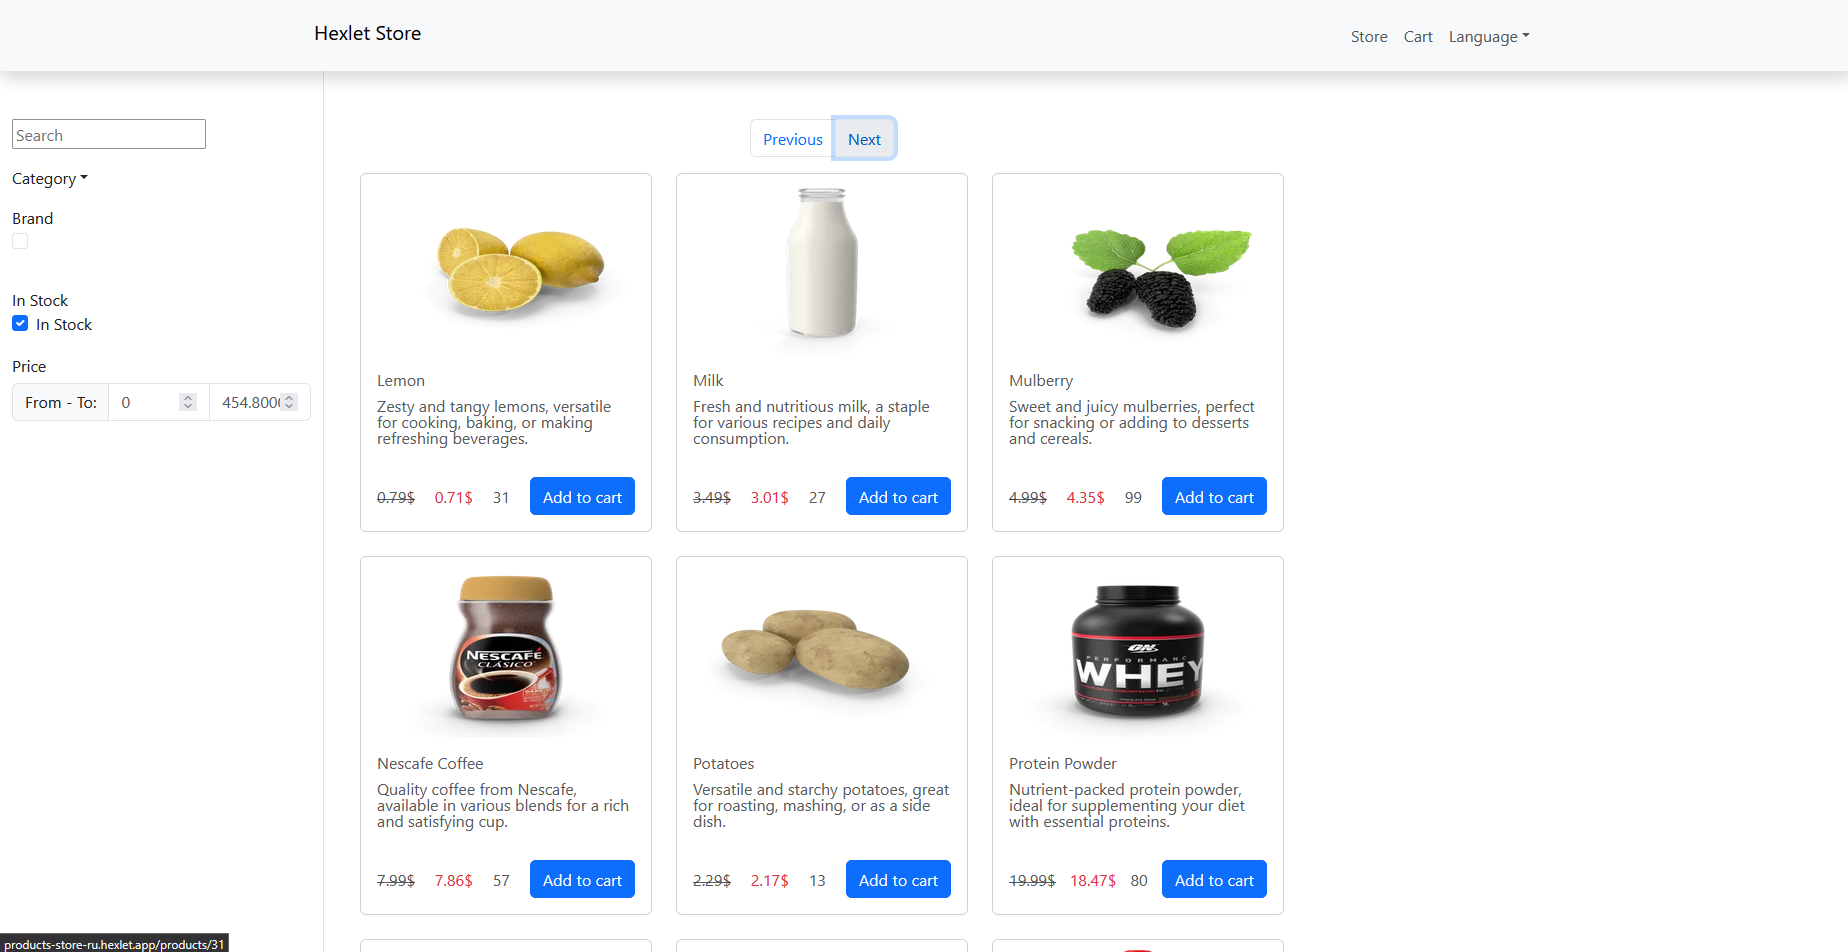 Hexlet Store
Store Cart Language
Search
Category
Brand
In Stock
In Stock
Price
From - To: 0 454.800
Previous Next
Lemon
Zesty and tangy lemons, versatile
for cooking, baking, or making
refreshing beverages.
0.79$ 0.71$ 31 Add to cart
Milk
Fresh and nutritious milk, a staple
for various recipes and daily
consumption.
3.49$ 3.01$ 27 Add to cart
Mulberry
Sweet and juicy mulberries, perfect
for snacking or adding to desserts
and cereals.
4.99$ 4.35$ 99 Add to cart
NESCAFÉ
CLÁSICO
Nescafe Coffee
Quality coffee from Nescafe,
available in various blends for a rich
and satisfying cup.
7.99$ 7.86$ 57 Add to cart
Potatoes
Versatile and starchy potatoes, great
for roasting, mashing, or as a side
dish.
2.29$ 2.17$ 13 Add to cart
ON
PERFORMANC
WHEY
Protein Powder
Nutrient-packed protein powder,
ideal for supplementing your diet
with essential proteins.
19.99$ 18.47$ 80 Add to cart
products-store-ru.hexlet.app/products/31